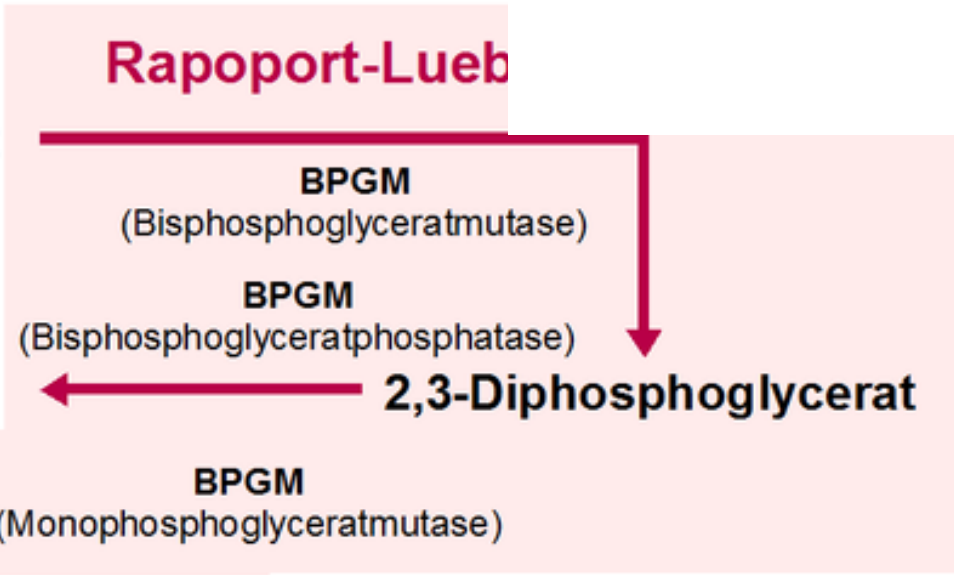 Rapoport-Lueb
BPGM
(Bisphosphoglyceratmutase)
BPGM
(Bisphosphoglyceratphosphatase)
2,3-Diphosphoglycerat
BPGM
(Monophosphoglyceratmutase)